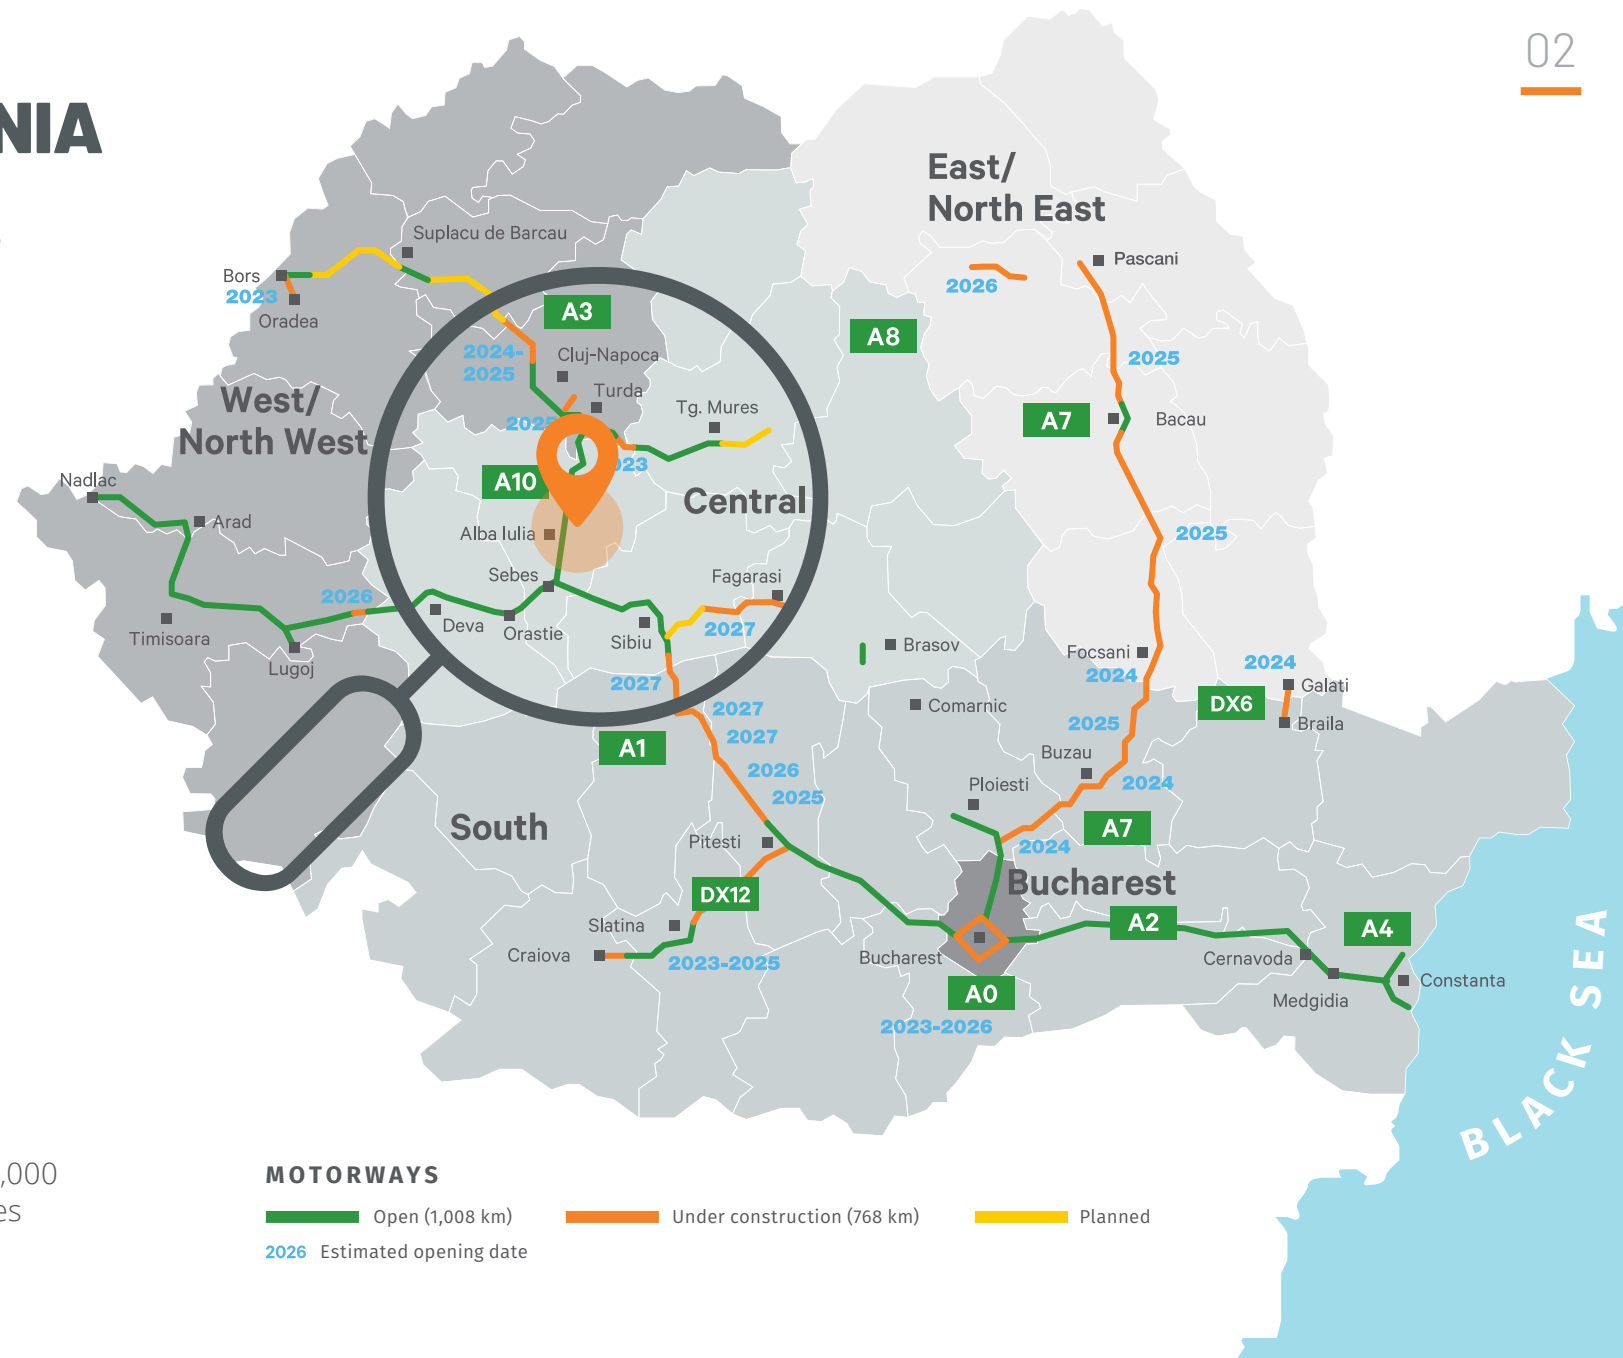 02
NIA
East/
North East
Suplacu de Barcau
Bors
2023
Oradea
Pascani
2026
A3
A8
2024-
2025
Cluj-Napoca
Turda
2025
West/
North West
Tg. Mures
2025
A7
Bacau
023
A10
Central
Nadlac
Arad
Alba Iulia
2025
Sebes
Fagarasi
2026
Timisoara
Lugoj
Deva
Orastie
Sibiu
2027
Brasov
Focsani
2024
2024
Galati
DX6
Braila
2027
2027
2027
Comarnic
2025
A1
Buzau
2026
2025
Ploiesti
2024
South
Pitesti
A7
2024
Bucharest
DX12
Slatina
A2
A4
Craiova
2023-2025
Bucharest
Cernavoda
Constanta
Medgidia
A0
2023-2026
BLACK SEA
,000
es
MOTORWAYS
Open (1,008 km) Under construction (768 km) Planned
2026 Estimated opening date